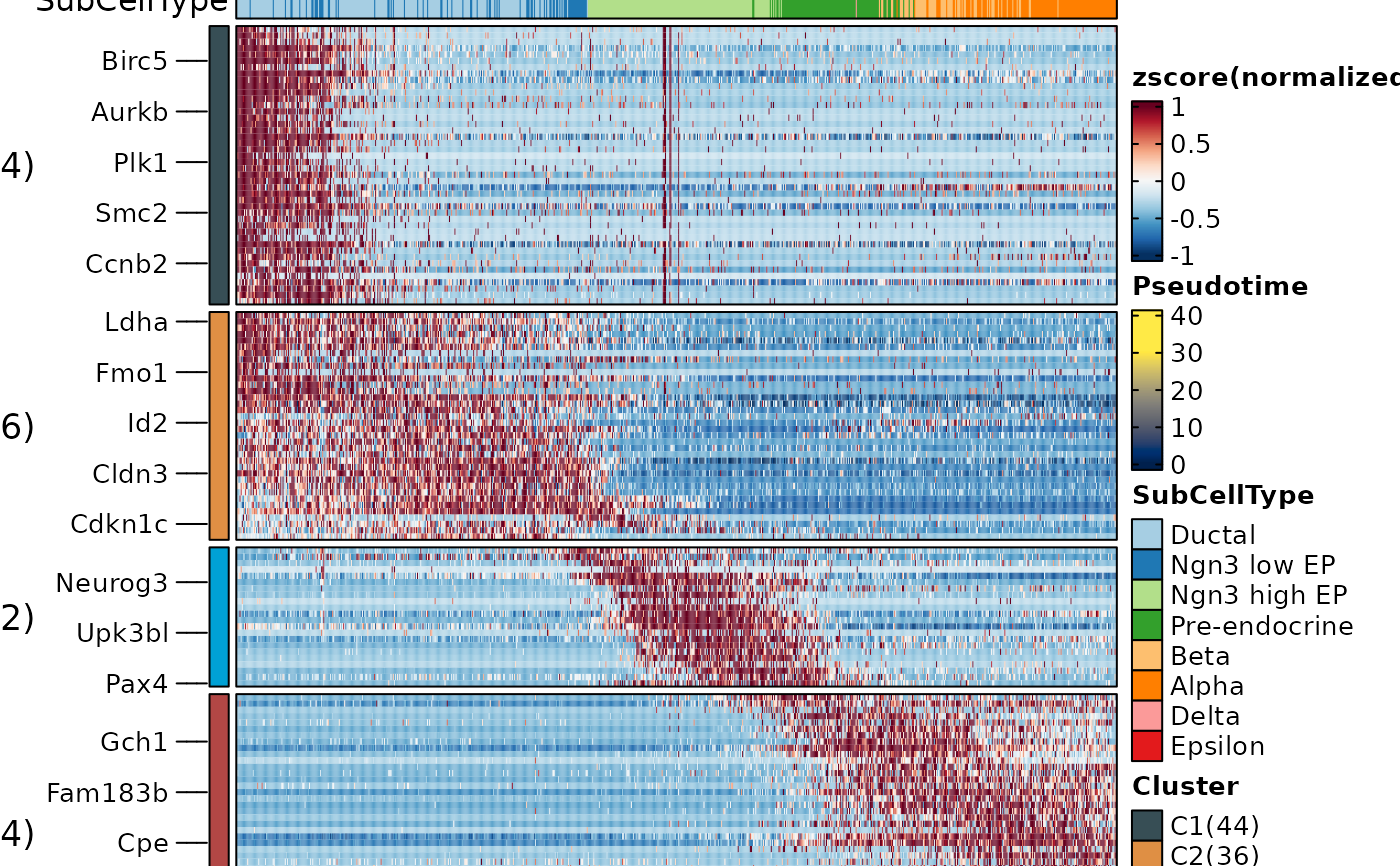 SubCellType
4)
Birc5
Aurkb
Plk1
Smc2
Ccnb2
6)
Ldha
Fmo1
Id2
Cldn3
Cdkn1c
2)
Neurog3
Upk3bl
Pax4
4)
Gch1
Fam183b
Cpe
zscore(normalized
1
0.5
0
-0.5
-1
Pseudotime
40
30
20
10
0
SubCellType
Ductal
Ngn3 low EP
Ngn3 high EP
Pre-endocrine
Beta
Alpha
Delta
Epsilon
Cluster
C1(44)
C2(36)